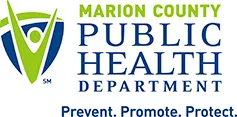 MARION COUNTY
PUBLIC
HEALTH
DEPARTMENT
SM
Prevent. Promote. Protect.